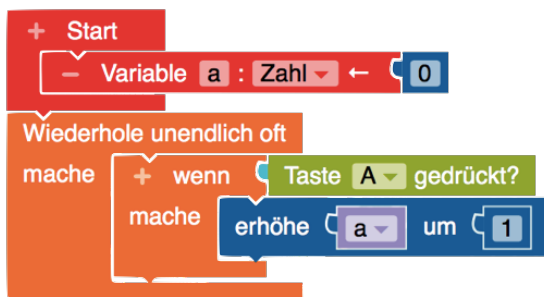 + Start
− Variable a : Zahl ← 0
Wiederhole unendlich oft
mache + wenn Taste A gedrückt?
mache erhöhe a um 1